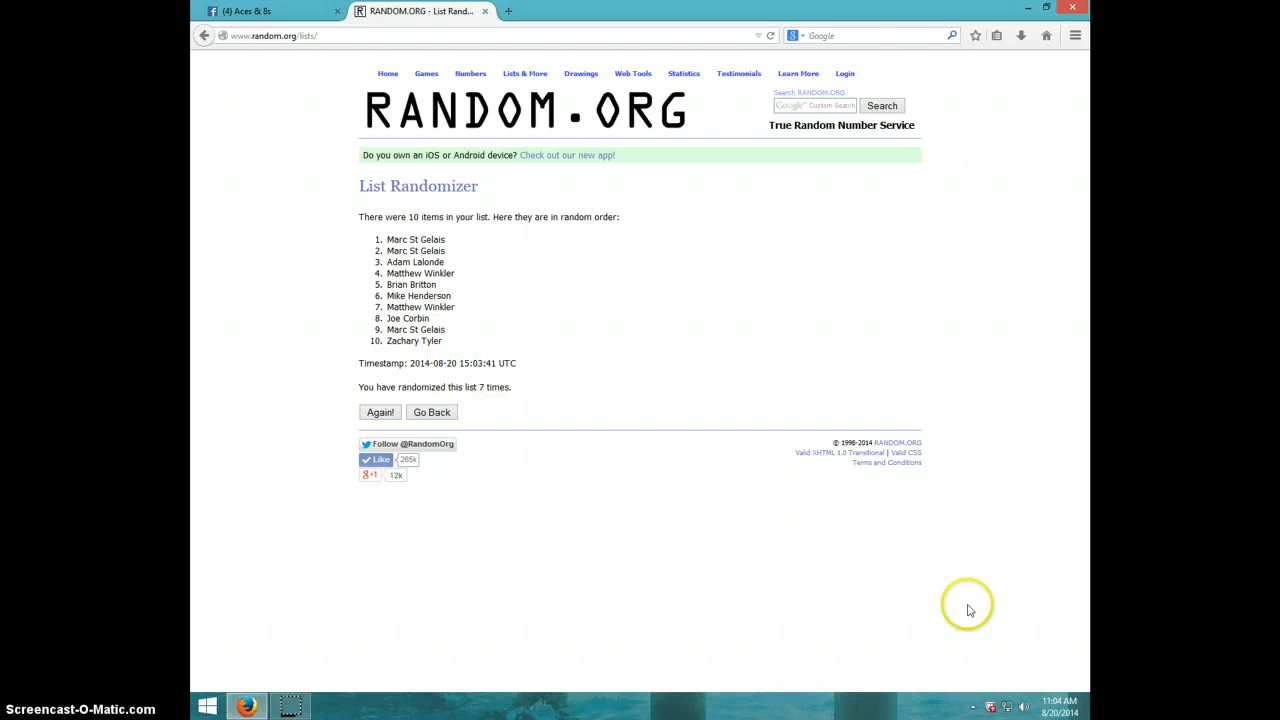 (4) Aces & 8s
RANDOM.ORG - List Rand...
www.random.org/lists/
Google
Home Games Numbers Lists & More Drawings Web Tools Statistics Testimonials Learn More Login
RANDOM.ORG
Search RANDOM.ORG
Google™ Custom Search Search
True Random Number Service
Do you own an iOS or Android device? Check out our new app!
List Randomizer
There were 10 items in your list. Here they are in random order:
1. Marc St Gelais
2. Marc St Gelais
3. Adam Lalonde
4. Matthew Winkler
5. Brian Britton
6. Mike Henderson
7. Matthew Winkler
8. Joe Corbin
9. Marc St Gelais
10. Zachary Tyler
Timestamp: 2014-08-20 15:03:41 UTC
You have randomized this list 7 times.
Again! Go Back
Follow @RandomOrg
Like 265k
g+1 12k
© 1998-2014 RANDOM.ORG
Valid XHTML 1.0 Transitional | Valid CSS
Terms and Conditions
Screencast-O-Matic.com
11:04 AM
8/20/2014